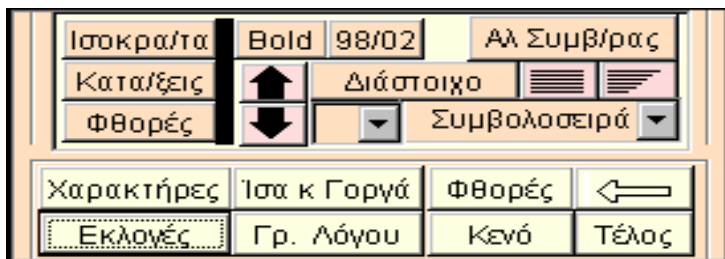 Ισοκρα/τα Bold 98/02 Αλ Συμβ/ρας
Κατα/ξεις Διάστοιχο
Φθορές Συμβολοσειρά
Χαρακτήρες Ίσα κ Γοργά Φθορές
Εκλογές Γρ. Λόγου Κενό Τέλος